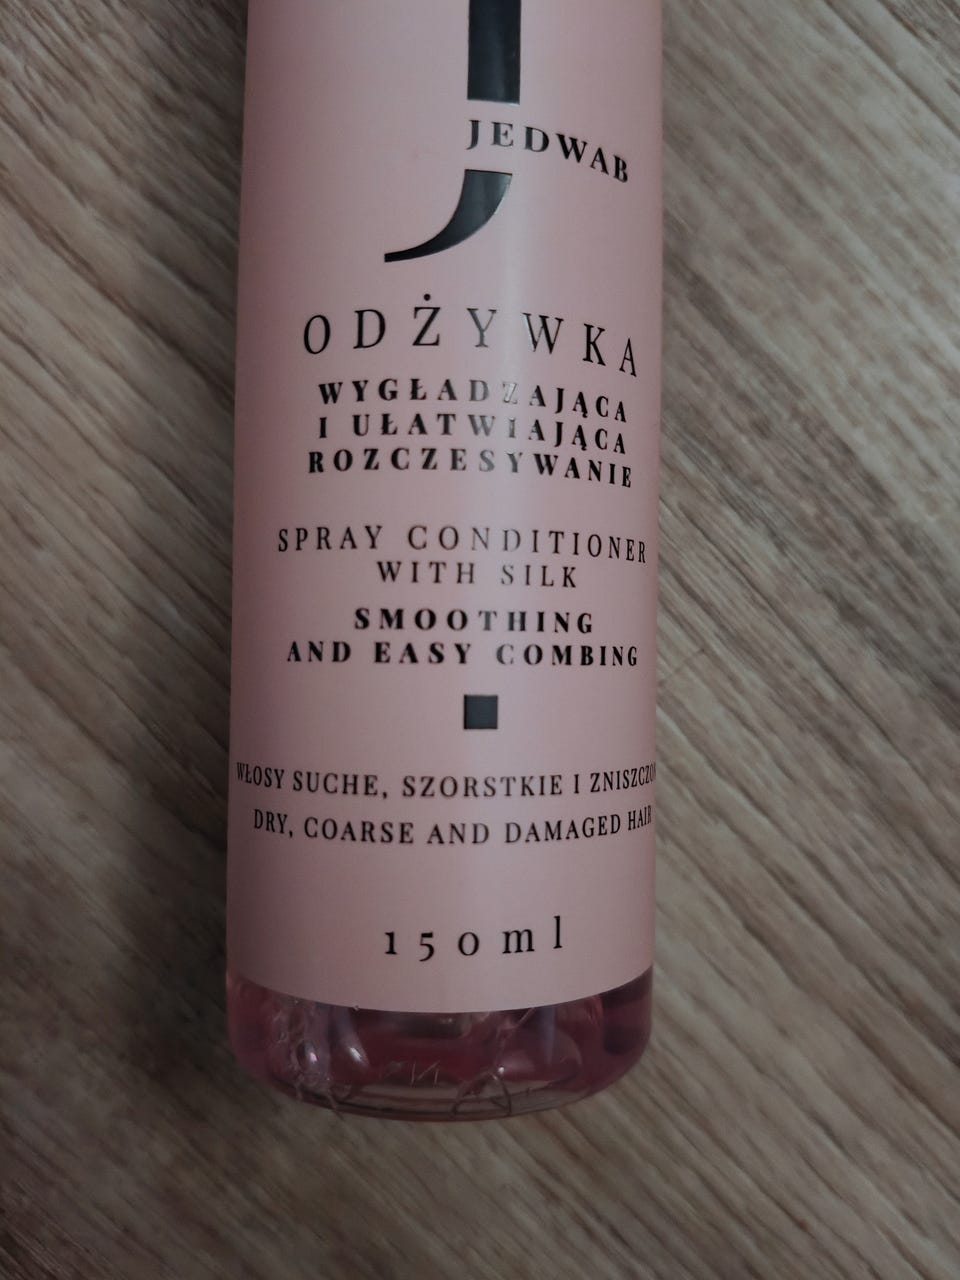 JEDWAB
ODŻYWKA
WYGŁADZAJĄCA
I UŁATWIAJĄCA
ROZCZESYWANIE
SPRAY CONDITIONER
WITH SILK
SMOOTHING
AND EASY COMBING
WŁOSY SUCHE, SZORSTKIE I
DRY, COARSE AND DAMAGED HAIR
150ml